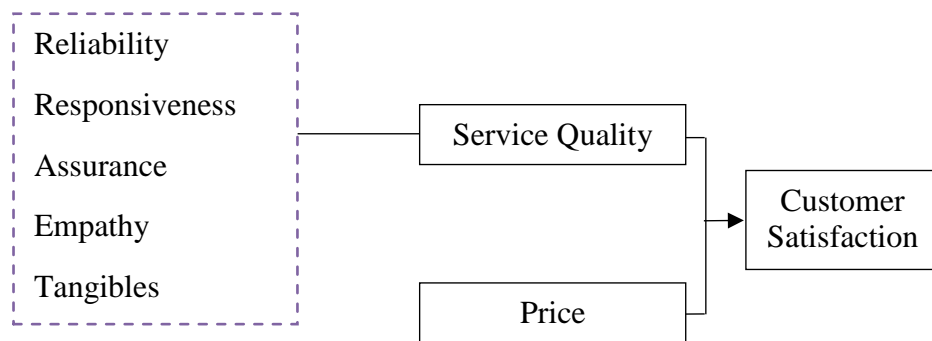 Reliability
Responsiveness
Assurance
Empathy
Tangibles
Service Quality
Price
Customer
Satisfaction